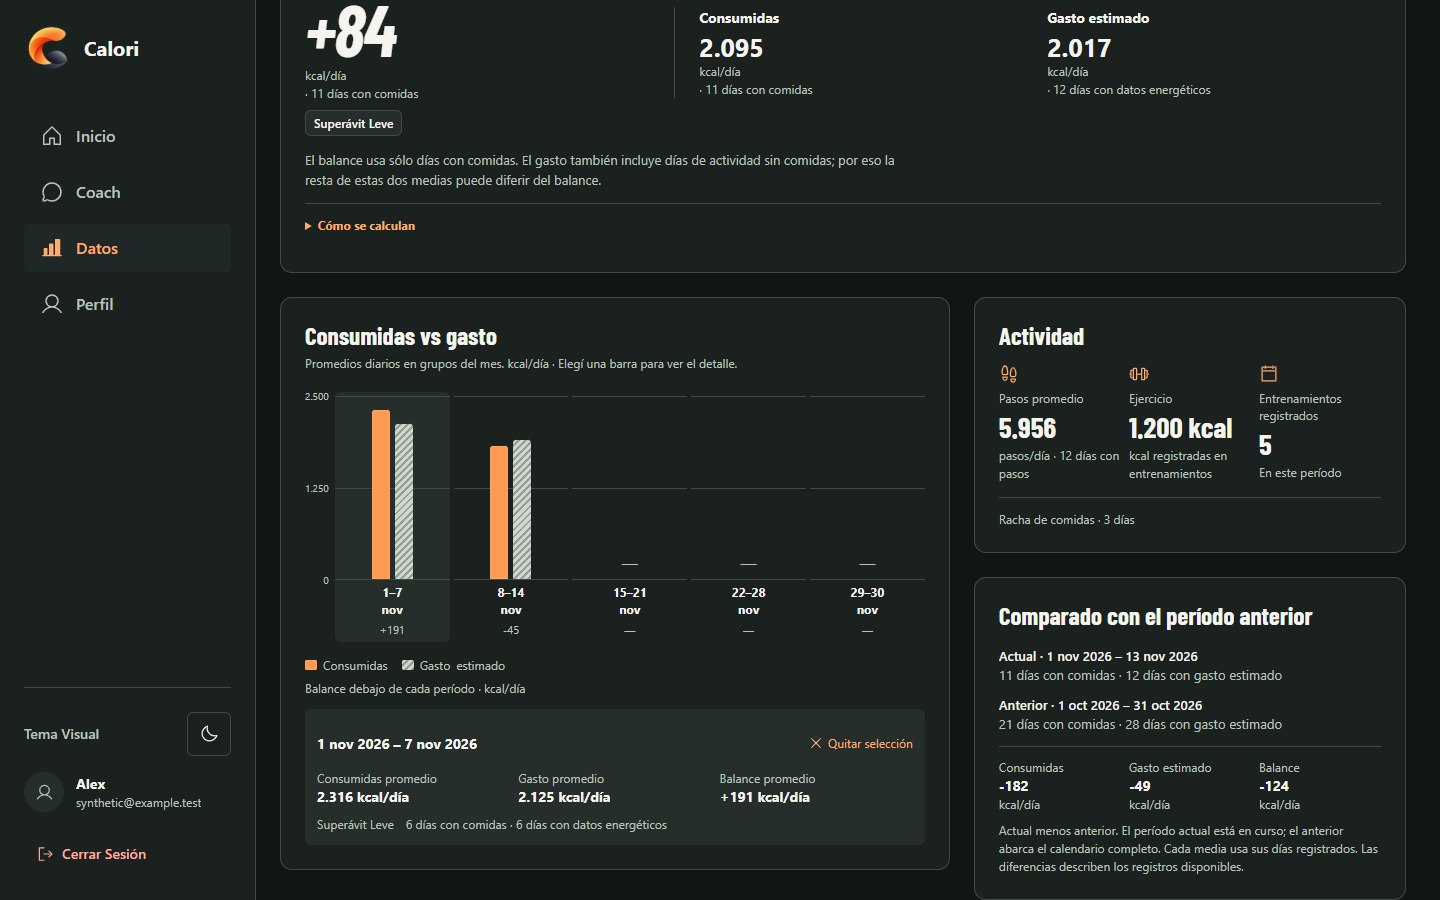 Calori
Inicio
Coach
Datos
Perfil
Tema Visual
Alex
synthetic@example.test
Cerrar Sesión
+84
kcal/día
· 11 días con comidas
Superávit Leve
Consumidas
2.095
kcal/día
· 11 días con comidas
Gasto estimado
2.017
kcal/día
· 12 días con datos energéticos
El balance usa sólo días con comidas. El gasto también incluye días de actividad sin comidas; por eso la
resta de estas dos medias puede diferir del balance.
Cómo se calculan
Consumidas vs gasto
Promedios diarios en grupos del mes. kcal/día · Elegí una barra para ver el detalle.
2.500
1.250
0
1–7
nov
+191
8–14
nov
-45
15–21
nov
—
22–28
nov
—
29–30
nov
—
Consumidas
Gasto estimado
Balance debajo de cada período · kcal/día
1 nov 2026 – 7 nov 2026
Quitar selección
Consumidas promedio
2.316 kcal/día
Gasto promedio
2.125 kcal/día
Balance promedio
+191 kcal/día
Superávit Leve 6 días con comidas · 6 días con datos energéticos
Actividad
Pasos promedio
5.956
pasos/día · 12 días con
pasos
Ejercicio
1.200 kcal
kcal registradas en
entrenamientos
Entrenamientos
registrados
5
En este período
Racha de comidas · 3 días
Comparado con el período anterior
Actual · 1 nov 2026 – 13 nov 2026
11 días con comidas · 12 días con gasto estimado
Anterior · 1 oct 2026 – 31 oct 2026
21 días con comidas · 28 días con gasto estimado
Consumidas
-182
kcal/día
Gasto estimado
-49
kcal/día
Balance
-124
kcal/día
Actual menos anterior. El período actual está en curso; el anterior
abarca el calendario completo. Cada media usa sus días registrados. Las
diferencias describen los registros disponibles.